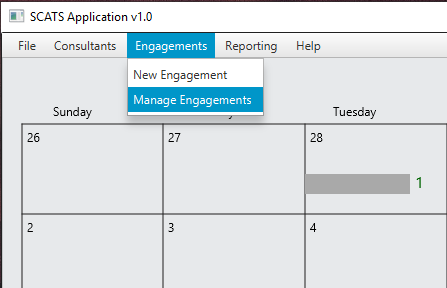 SCATS Application v1.0
File Consultants Engagements Reporting Help
New Engagement
Manage Engagements
Sunday Tuesday
26 27 28
1
2 3 4